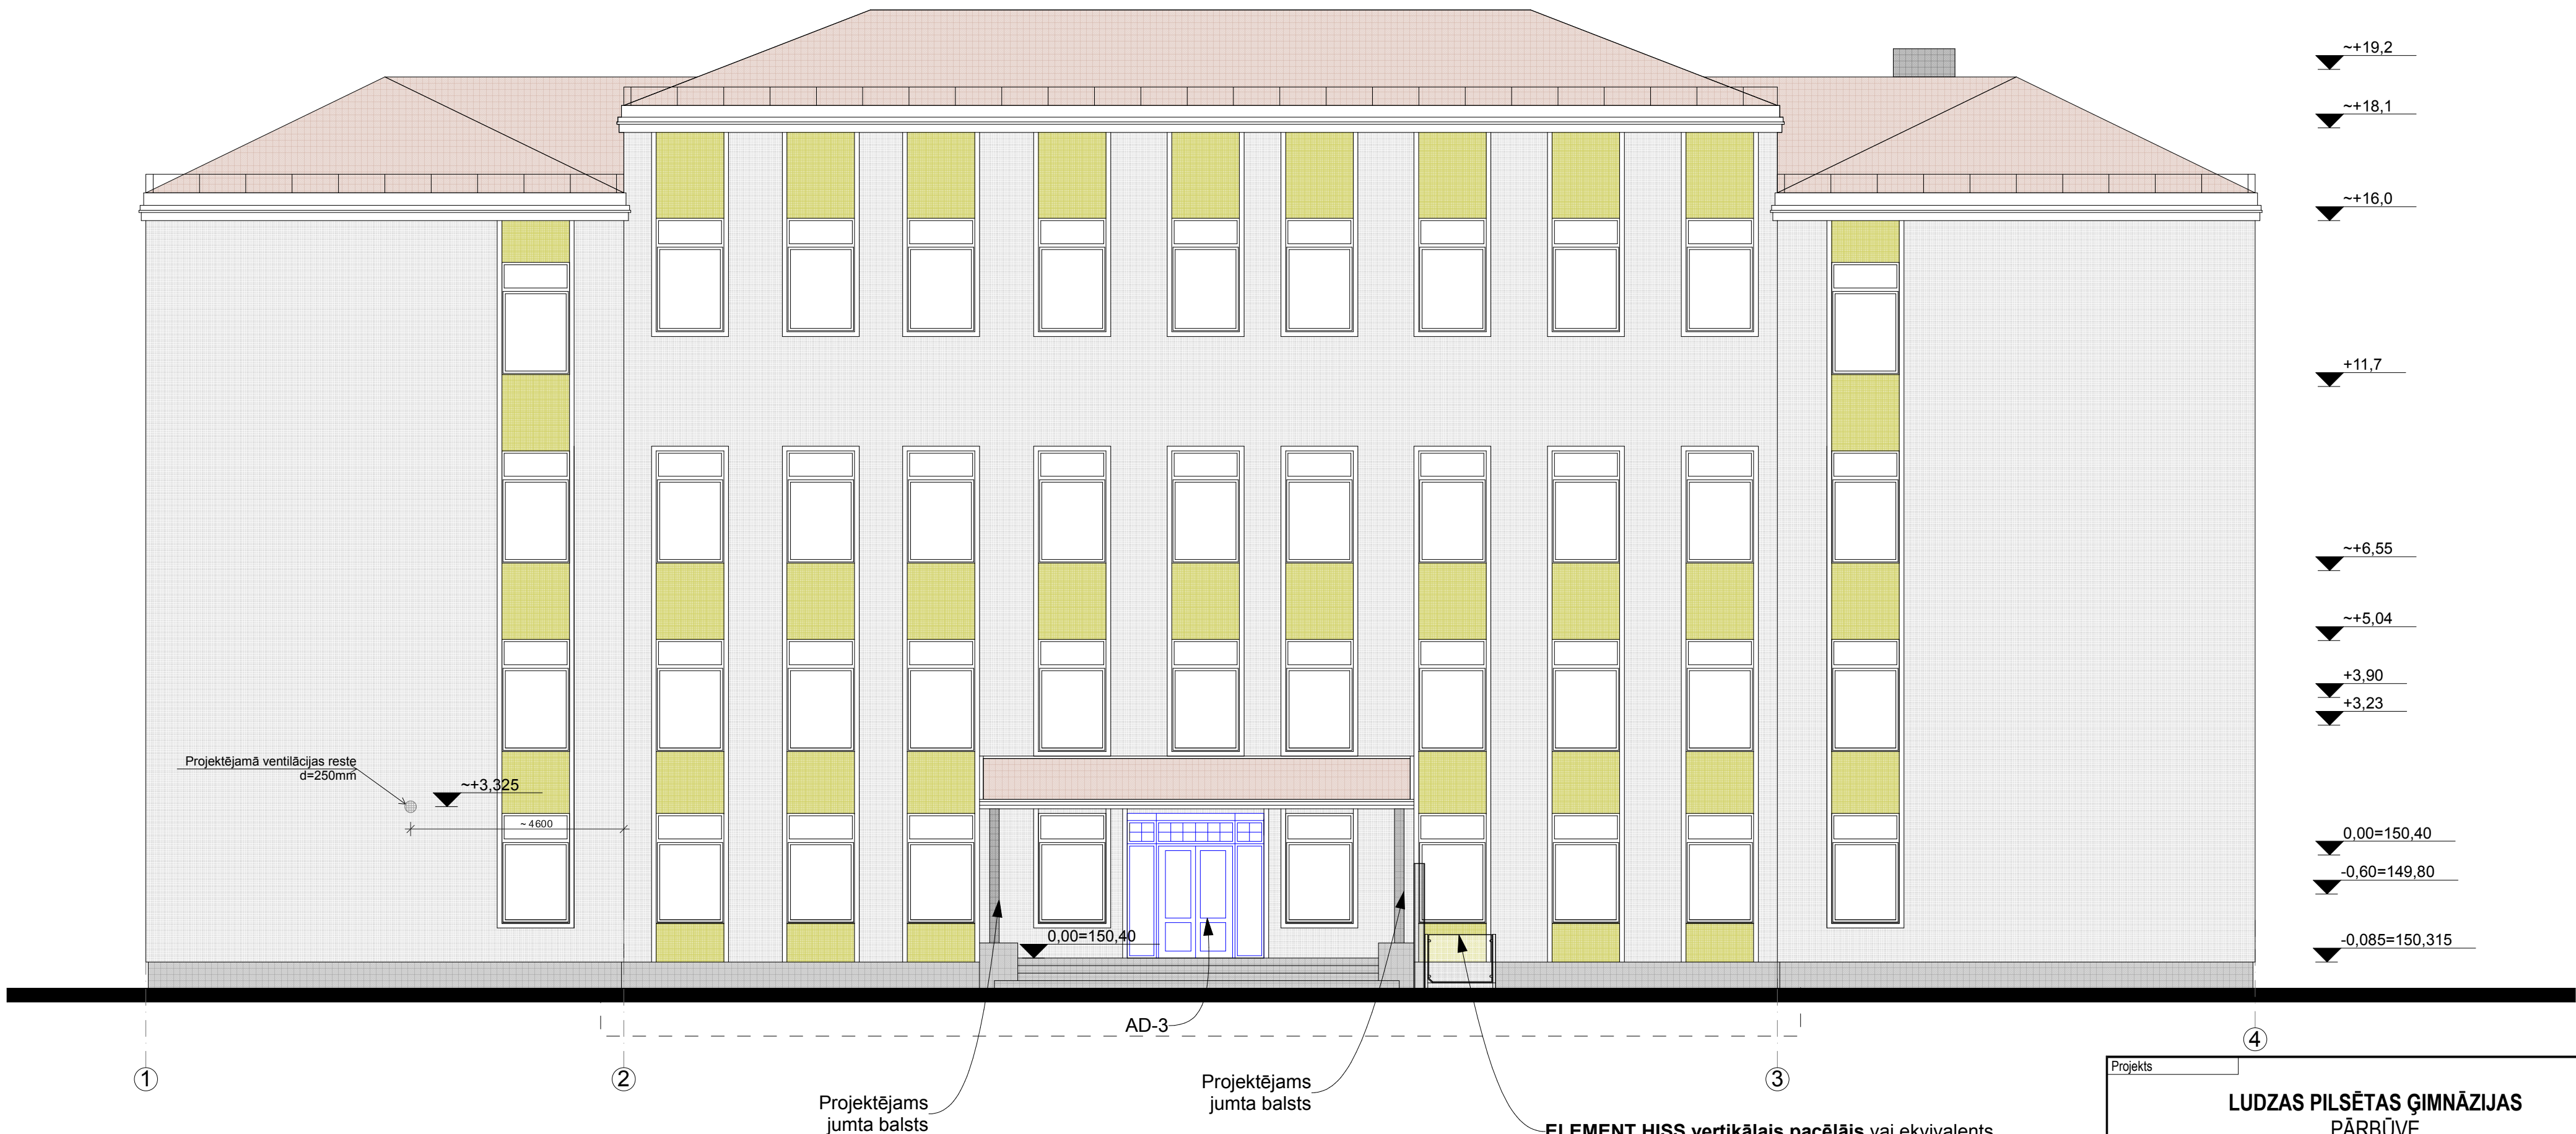 ~+19,2
~+18,1
~+16,0
+11,7
~+6,55
~+5,04
+3,90
+3,23
Projektējamā ventilācijas reste
d=250mm
~+3,325
~ 4600
0,00=150,40
-0,60=149,80
0,00=150,40
-0,085=150,315
AD-3
1
2
3
4
Projektējams
jumta balsts
Projektējams
jumta balsts
ELEMENT HISS vertikālais pacēlājs vai ekvivalents
Projekts
LUDZAS PILSĒTAS ĢIMNĀZIJAS
PĀRBŪVE